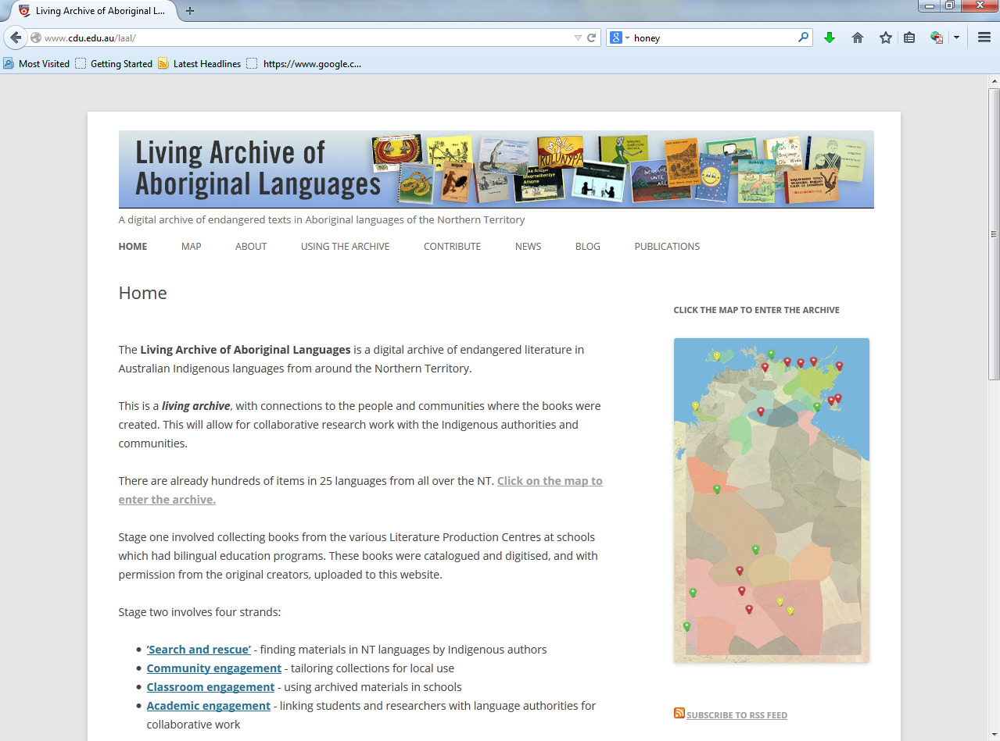 Living Archive of Aboriginal L...
www.cdu.edu.au/laal/
honey
Most Visited
Getting Started
Latest Headlines
https://www.google.c...
Living Archive of
Aboriginal Languages
KULUNYPA
A digital archive of endangered texts in Aboriginal languages of the Northern Territory
HOME MAP ABOUT USING THE ARCHIVE CONTRIBUTE NEWS BLOG PUBLICATIONS
Home
The Living Archive of Aboriginal Languages is a digital archive of endangered literature in
Australian Indigenous languages from around the Northern Territory.
This is a living archive, with connections to the people and communities where the books were
created. This will allow for collaborative research work with the Indigenous authorities and
communities.
There are already hundreds of items in 25 languages from all over the NT. Click on the map to
enter the archive.
Stage one involved collecting books from the various Literature Production Centres at schools
which had bilingual education programs. These books were catalogued and digitised, and with
permission from the original creators, uploaded to this website.
Stage two involves four strands:
• ‘Search and rescue’ - finding materials in NT languages by Indigenous authors
• Community engagement - tailoring collections for local use
• Classroom engagement - using archived materials in schools
• Academic engagement - linking students and researchers with language authorities for
collaborative work
CLICK THE MAP TO ENTER THE ARCHIVE
SUBSCRIBE TO RSS FEED